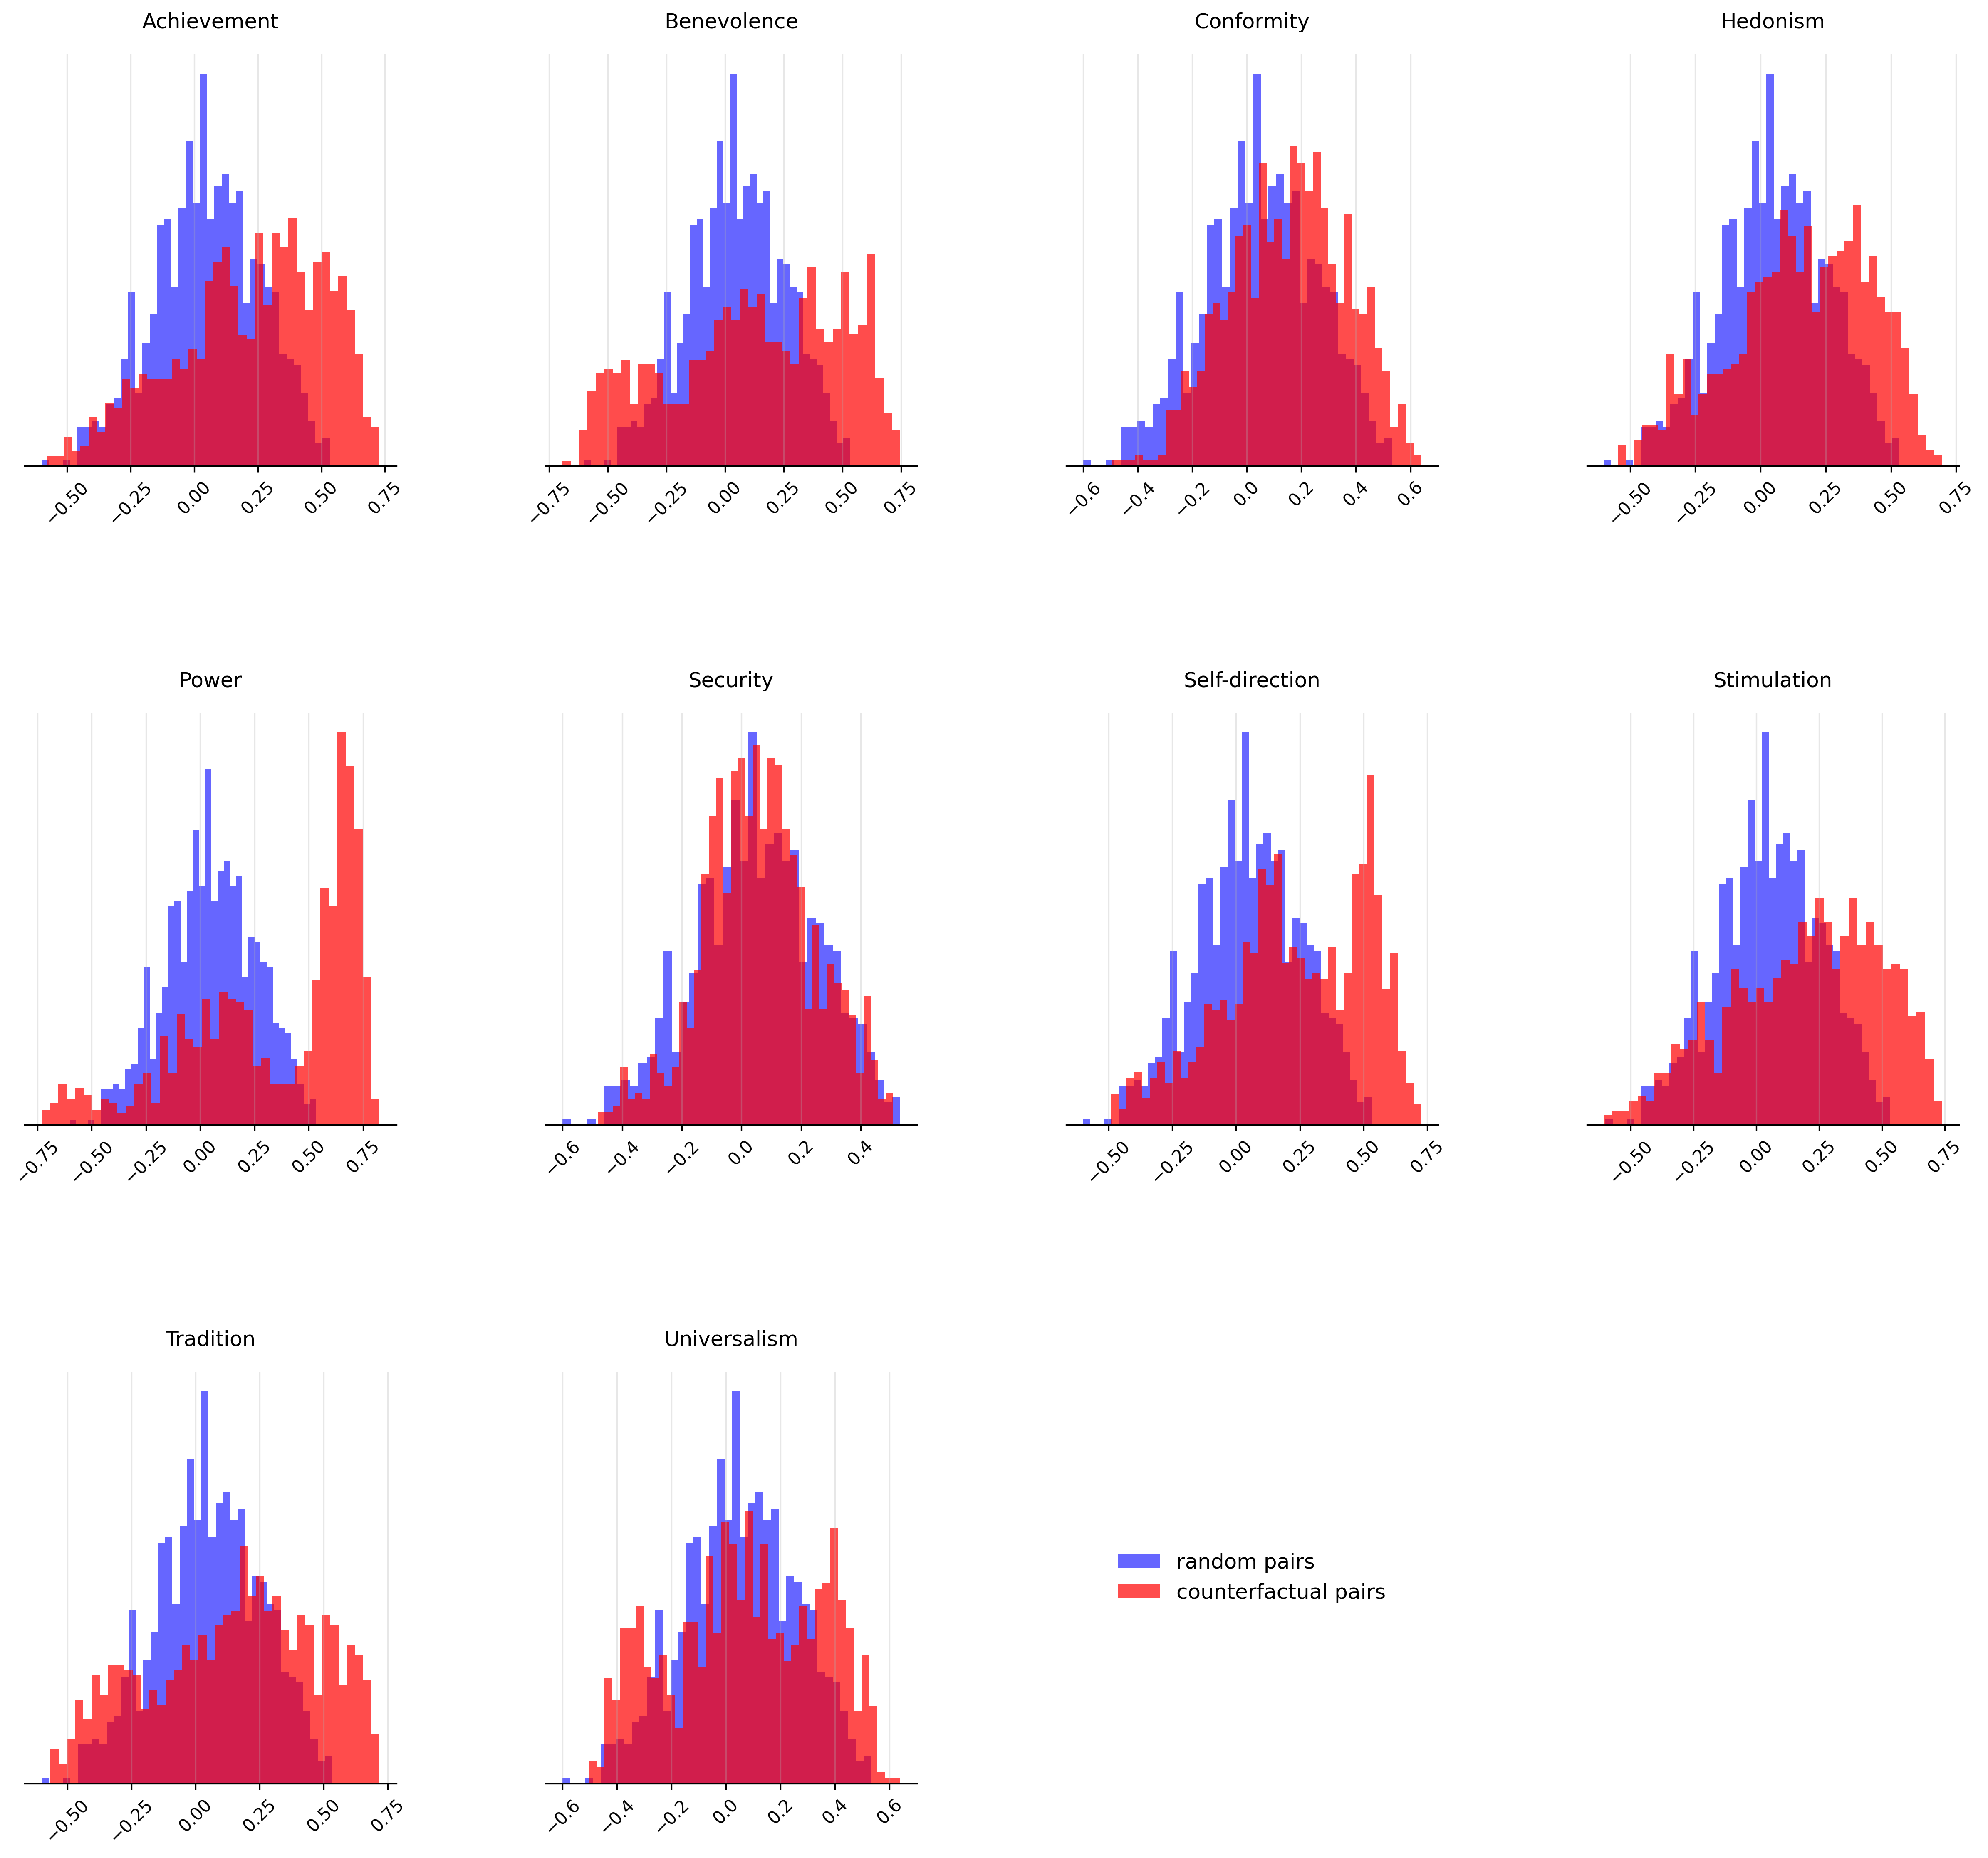 Achievement
Benevolence
Conformity
Hedonism
−0.50 −0.25 0.00 0.25 0.50 0.75
−0.75 −0.50 −0.25 0.00 0.25 0.50 0.75
−0.6 −0.4 −0.2 0.0 0.2 0.4 0.6
−0.50 −0.25 0.00 0.25 0.50 0.75
Power
Security
Self-direction
Stimulation
−0.75 −0.50 −0.25 0.00 0.25 0.50 0.75
−0.6 −0.4 −0.2 0.0 0.2 0.4
−0.50 −0.25 0.00 0.25 0.50 0.75
−0.50 −0.25 0.00 0.25 0.50 0.75
Tradition
Universalism
random pairs
counterfactual pairs
−0.50 −0.25 0.00 0.25 0.50 0.75
−0.6 −0.4 −0.2 0.0 0.2 0.4 0.6